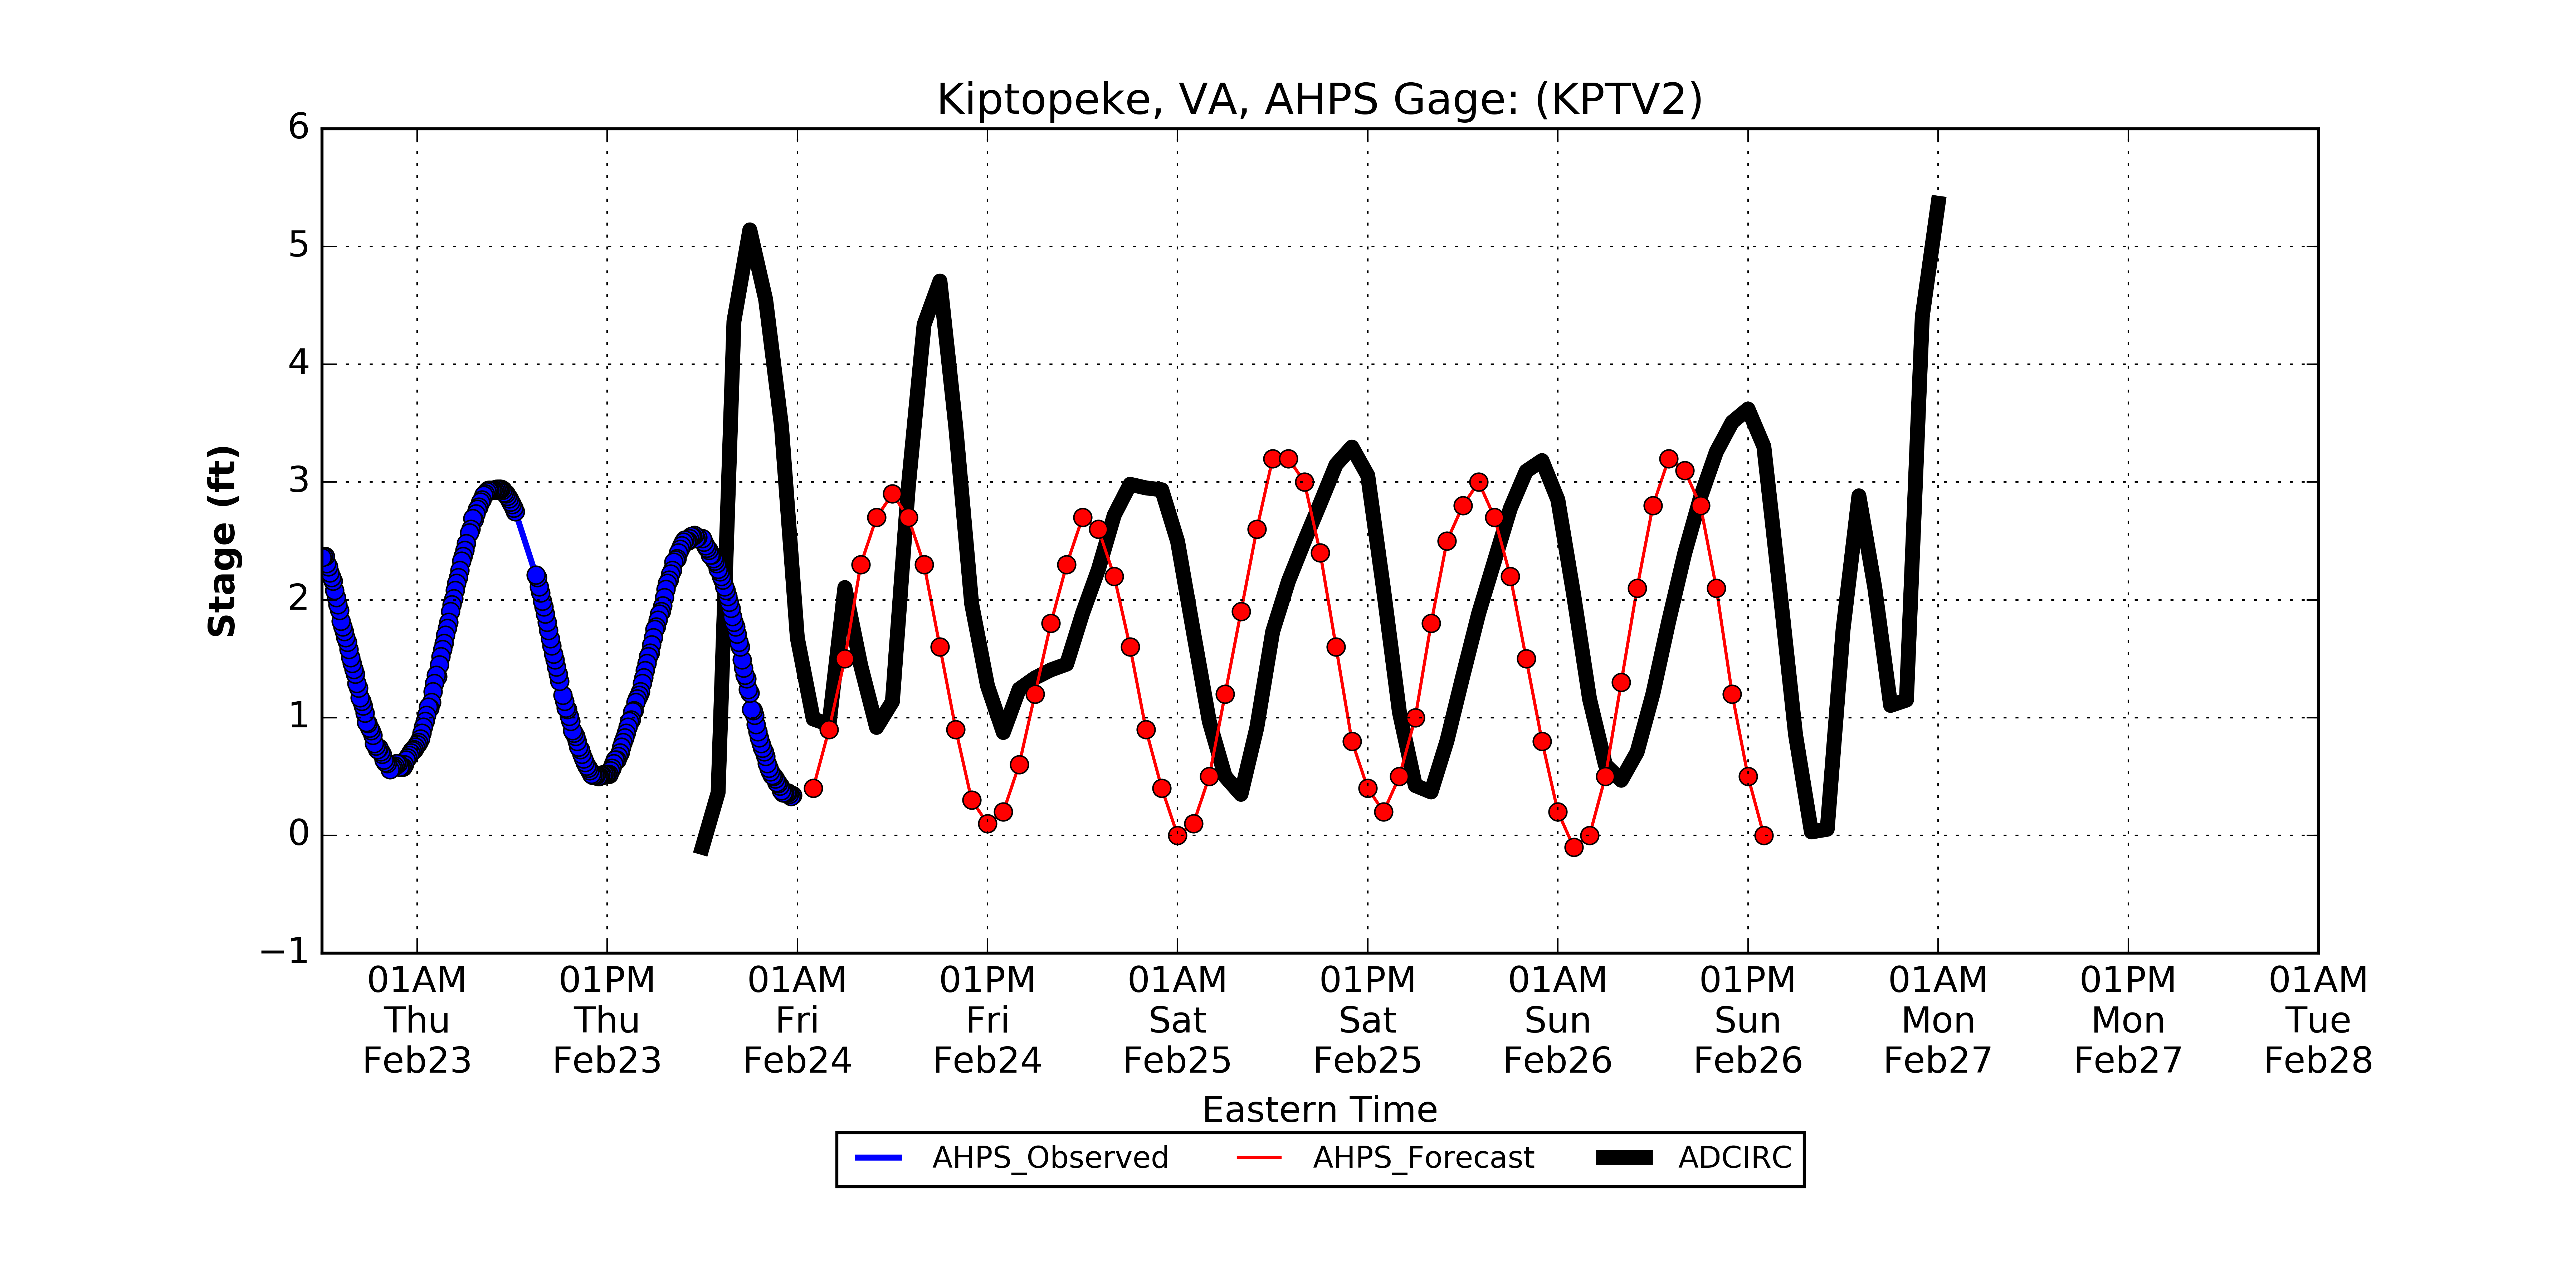 Kiptopeke, VA, AHPS Gage: (KPTV2)
6
5
4
3
2
1
0
−1
Stage (ft)
01AM 01PM 01AM 01PM 01AM 01PM 01AM 01PM 01AM 01PM 01AM
Thu Thu Fri Fri Sat Sat Sun Sun Mon Mon Tue
Feb23 Feb23 Feb24 Feb24 Feb25 Feb25 Feb26 Feb26 Feb27 Feb27 Feb28
Eastern Time
AHPS_Observed AHPS_Forecast ADCIRC